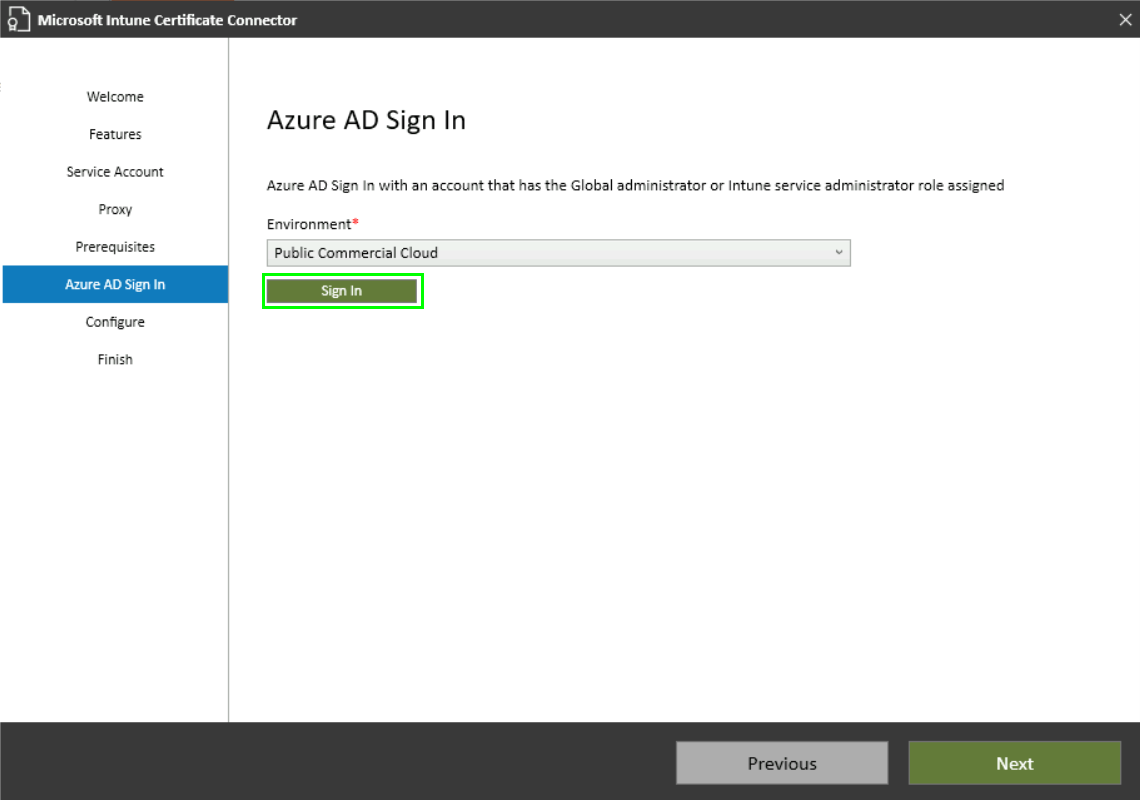 Microsoft Intune Certificate Connector
Welcome
Features
Service Account
Proxy
Prerequisites
Azure AD Sign In
Configure
Finish
Azure AD Sign In
Azure AD Sign In with an account that has the Global administrator or Intune service administrator role assigned
Environment*
Public Commercial Cloud
Sign In
Previous
Next